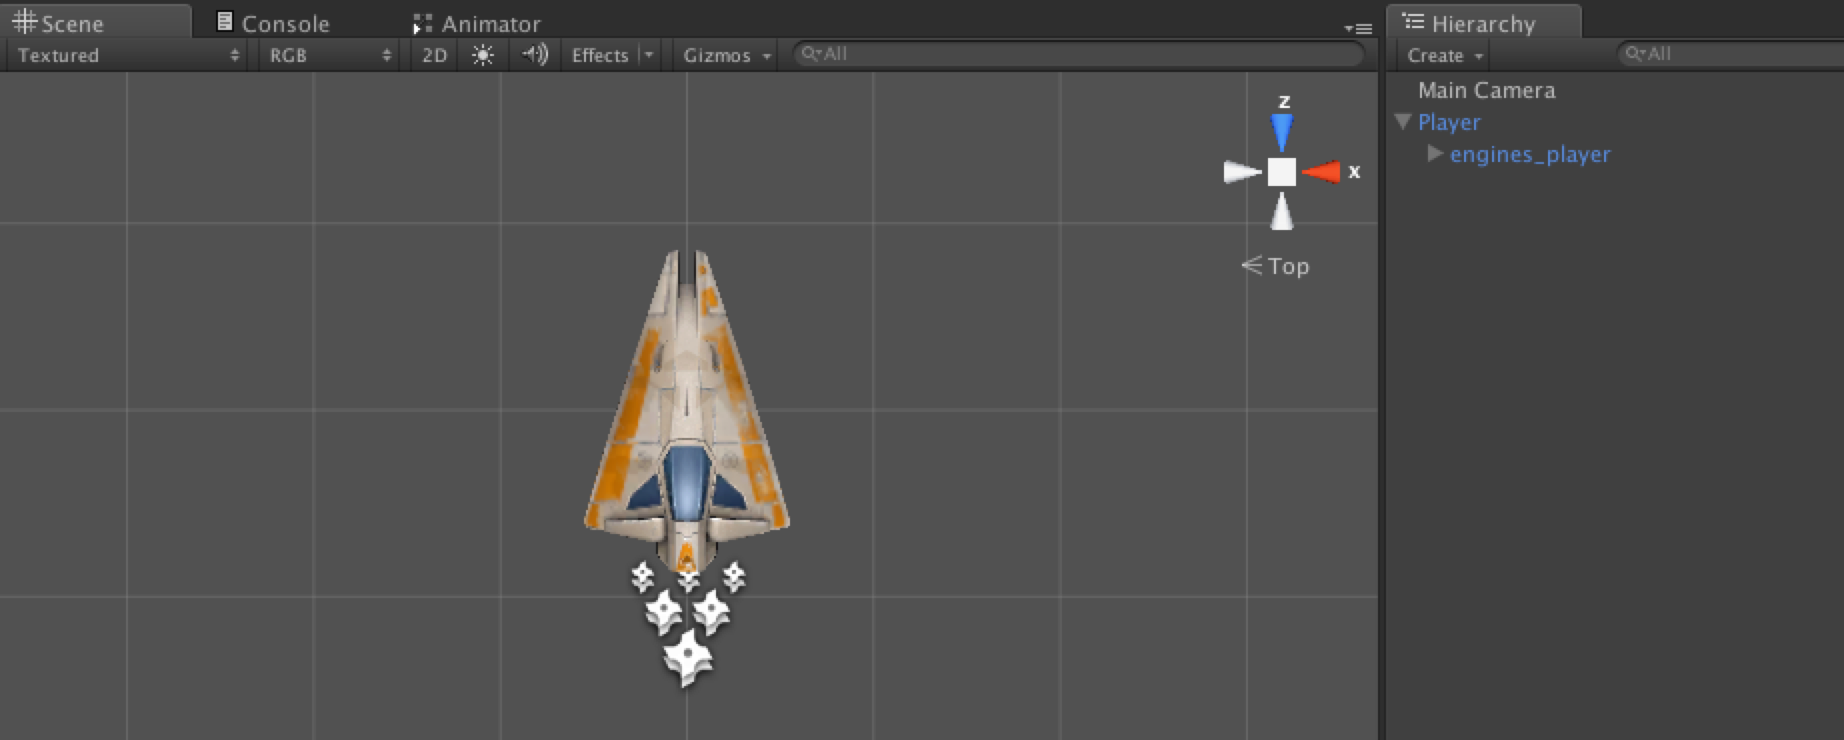 Scene Console Animator Hierarchy
Textured RGB 2D Effects Gizmos All Create All
Main Camera
Player
engines_player
z
x
Top